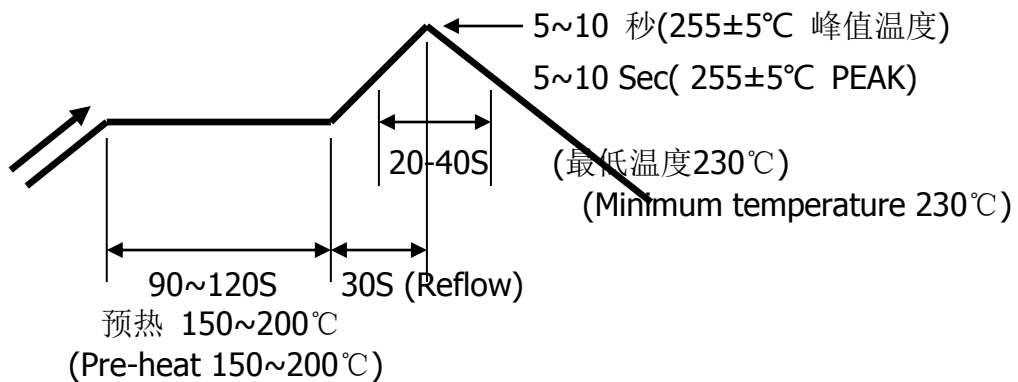 5~10 秒(255±5℃ 峰值温度)
5~10 Sec( 255±5℃ PEAK)
20-40S
(最低温度230℃)
(Minimum temperature 230℃)
90~120S
30S (Reflow)
预热 150~200℃
(Pre-heat 150~200℃)